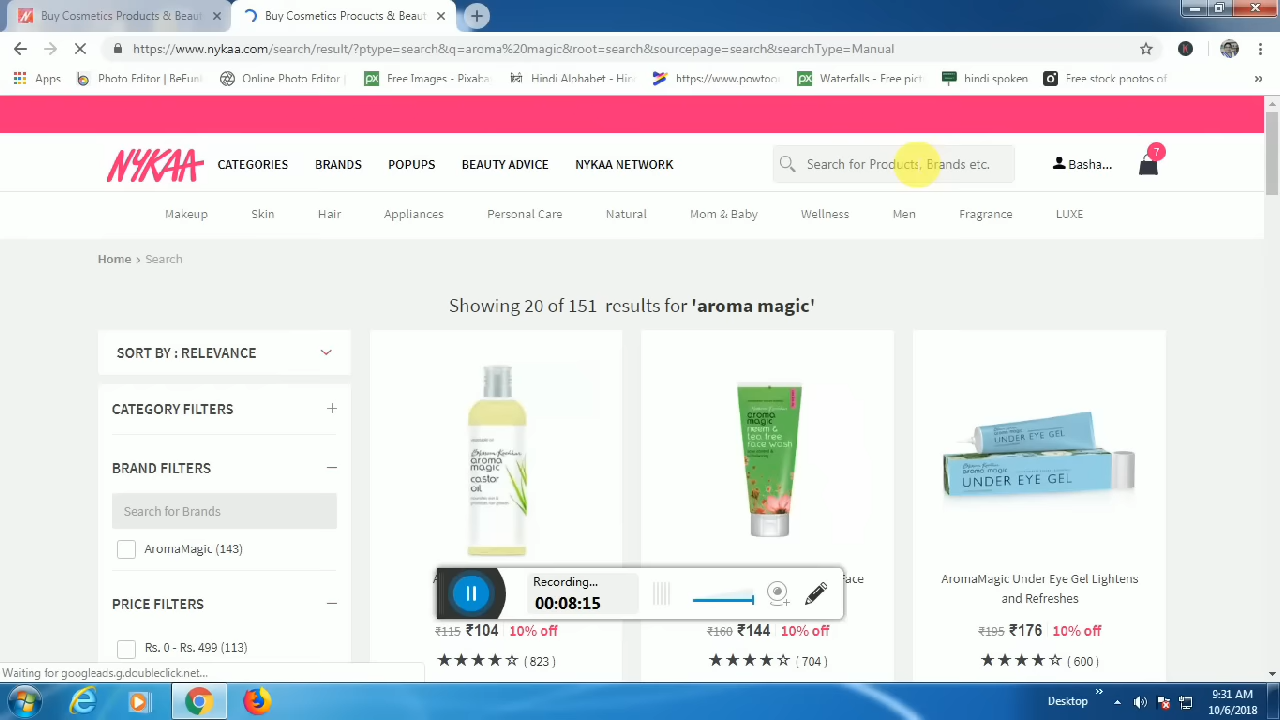 Buy Cosmetics Products & Beaut
Buy Cosmetics Products & Beaut
https://www.nykaa.com/search/result/?ptype=search&q=aroma%20magic&root=search&sourcepage=search&searchType=Manual
Apps
Photo Editor | BeFunk
Online Photo Editor |
Free Images - Pixaba
Hindi Alphabet - Hin
https://www.powtoo
Waterfalls - Free pict
hindi spoken
Free stock photos of
»
NYKAA
CATEGORIES BRANDS POPUPS BEAUTY ADVICE NYKAA NETWORK
Search for Products, Brands etc.
Basha...
7
Makeup Skin Hair Appliances Personal Care Natural Mom & Baby Wellness Men Fragrance LUXE
Home › Search
Showing 20 of 151 results for 'aroma magic'
SORT BY : RELEVANCE
CATEGORY FILTERS +
BRAND FILTERS −
Search for Brands
AromaMagic (143)
PRICE FILTERS −
Rs. 0 - Rs. 499 (113)
aroma
magic
castor
oil
₹115 ₹104 10% off
★★★★☆ (823)
aroma
magic
neem &
tea tree
face wash
ace
₹160 ₹144 10% off
★★★★☆ (704)
UNDER EYE GEL
aroma magic
UNDER EYE GEL
AromaMagic Under Eye Gel Lightens
and Refreshes
₹195 ₹176 10% off
★★★★☆ (600)
Recording...
00:08:15
Waiting for googleads.g.doubleclick.net...
Desktop
»
9:31 AM
10/6/2018